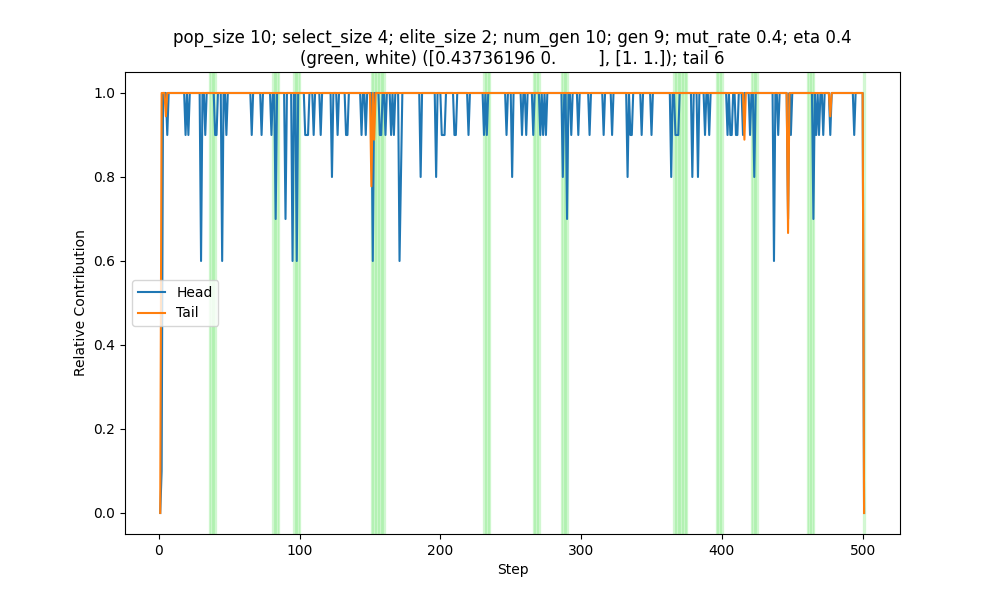 pop_size 10; select_size 4; elite_size 2; num_gen 10; gen 9; mut_rate 0.4; eta 0.4
(green, white) ([0.43736196 0.        ], [1. 1.]); tail 6
Relative Contribution
1.0
0.8
0.6
0.4
0.2
0.0
Head
Tail
0
100
200
300
400
500
Step